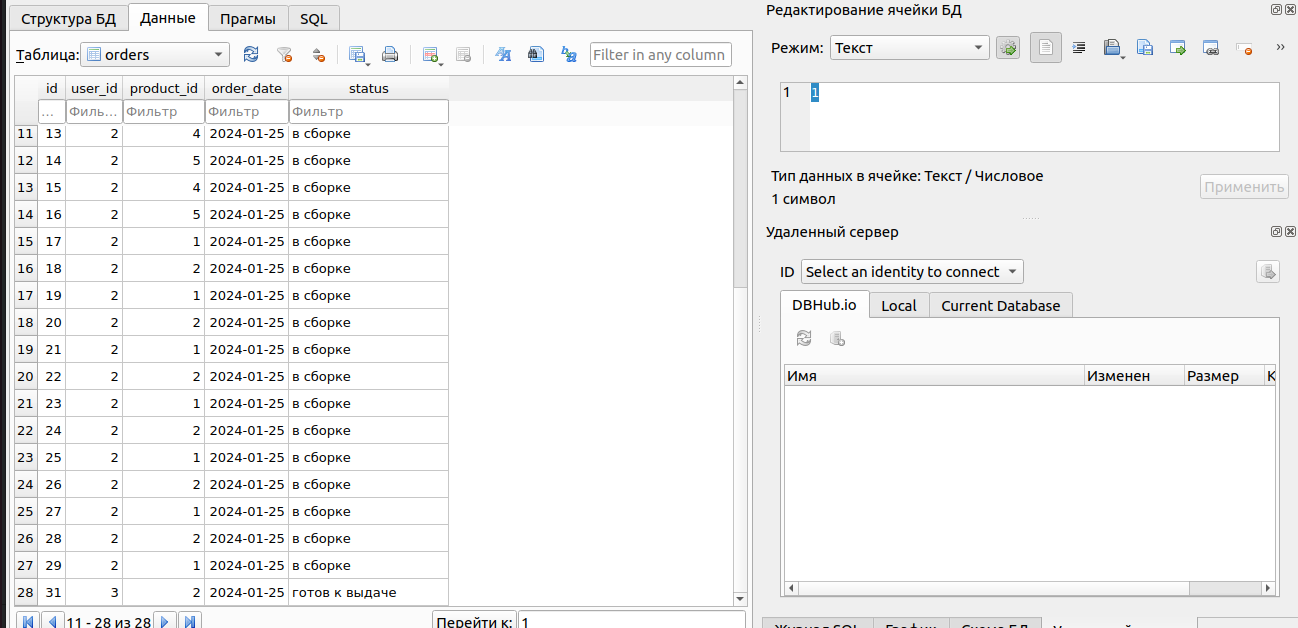 Структура БД Данные Прагмы SQL
Таблица: orders Filter in any column
id user_id product_id order_date status
... Филь... Фильтр Фильтр Фильтр
11 13 2 4 2024-01-25 в сборке
12 14 2 5 2024-01-25 в сборке
13 15 2 4 2024-01-25 в сборке
14 16 2 5 2024-01-25 в сборке
15 17 2 1 2024-01-25 в сборке
16 18 2 2 2024-01-25 в сборке
17 19 2 1 2024-01-25 в сборке
18 20 2 2 2024-01-25 в сборке
19 21 2 1 2024-01-25 в сборке
20 22 2 2 2024-01-25 в сборке
21 23 2 1 2024-01-25 в сборке
22 24 2 2 2024-01-25 в сборке
23 25 2 1 2024-01-25 в сборке
24 26 2 2 2024-01-25 в сборке
25 27 2 1 2024-01-25 в сборке
26 28 2 2 2024-01-25 в сборке
27 29 2 1 2024-01-25 в сборке
28 31 3 2 2024-01-25 готов к выдаче
11 - 28 из 28 Перейти к: 1
Редактирование ячейки БД
Режим: Текст
1 1
Тип данных в ячейке: Текст / Числовое
1 символ
Применить
Удаленный сервер
ID Select an identity to connect
DBHub.io Local Current Database
Имя Изменен Размер К
Журнал SQL График Схема БД